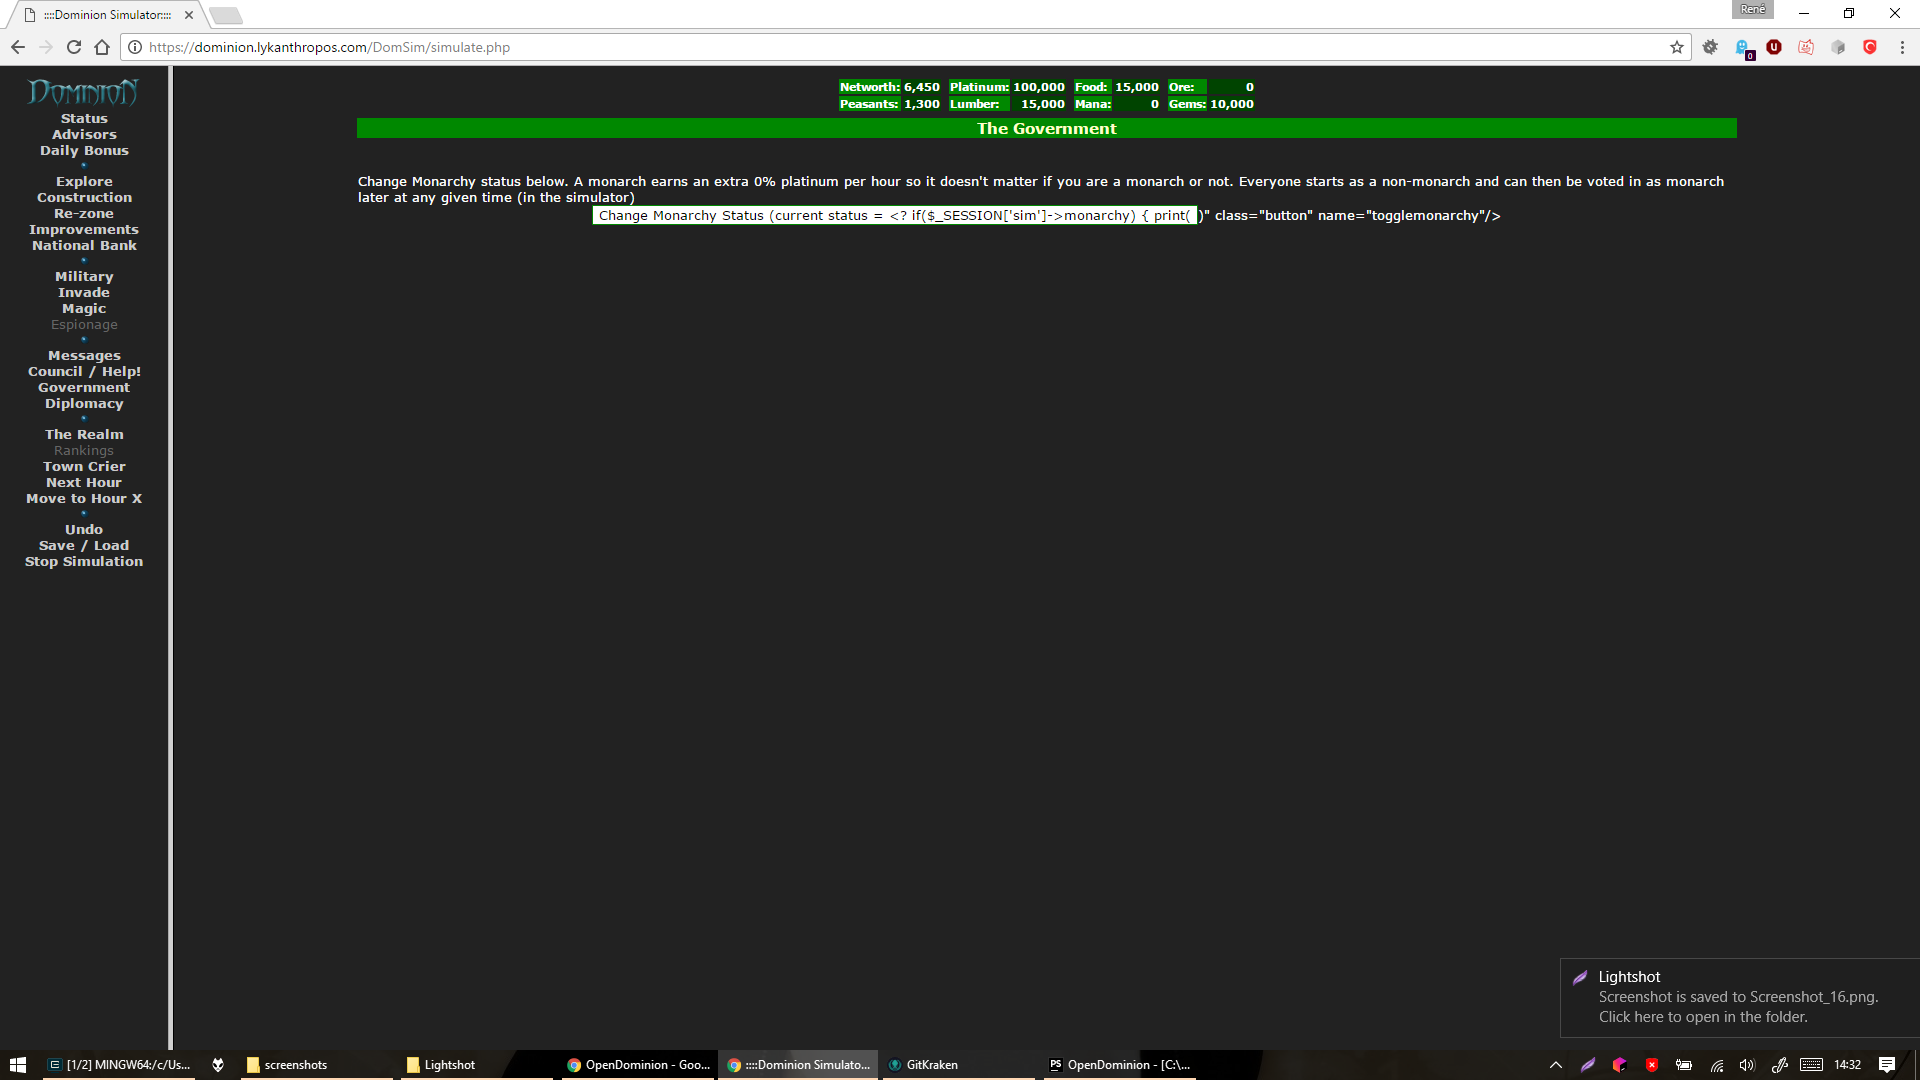 ::::Dominion Simulator::::
René
https://dominion.lykanthropos.com/DomSim/simulate.php
0
DOMINION
Status
Advisors
Daily Bonus
Explore
Construction
Re-zone
Improvements
National Bank
Military
Invade
Magic
Espionage
Messages
Council / Help!
Government
Diplomacy
The Realm
Rankings
Town Crier
Next Hour
Move to Hour X
Undo
Save / Load
Stop Simulation
Networth: 6,450 Platinum: 100,000 Food: 15,000 Ore: 0
Peasants: 1,300 Lumber: 15,000 Mana: 0 Gems: 10,000
The Government
Change Monarchy status below. A monarch earns an extra 0% platinum per hour so it doesn't matter if you are a monarch or not. Everyone starts as a non-monarch and can then be voted in as monarch
later at any given time (in the simulator)
Change Monarchy Status (current status = <? if($_SESSION['sim']->monarchy) { print( )" class="button" name="togglemonarchy"/>
Lightshot
Screenshot is saved to Screenshot_16.png.
Click here to open in the folder.
[1/2] MINGW64:/c/Us...
screenshots
Lightshot
OpenDominion - Goo...
::::Dominion Simulato...
GitKraken
OpenDominion - [C:\...
14:32